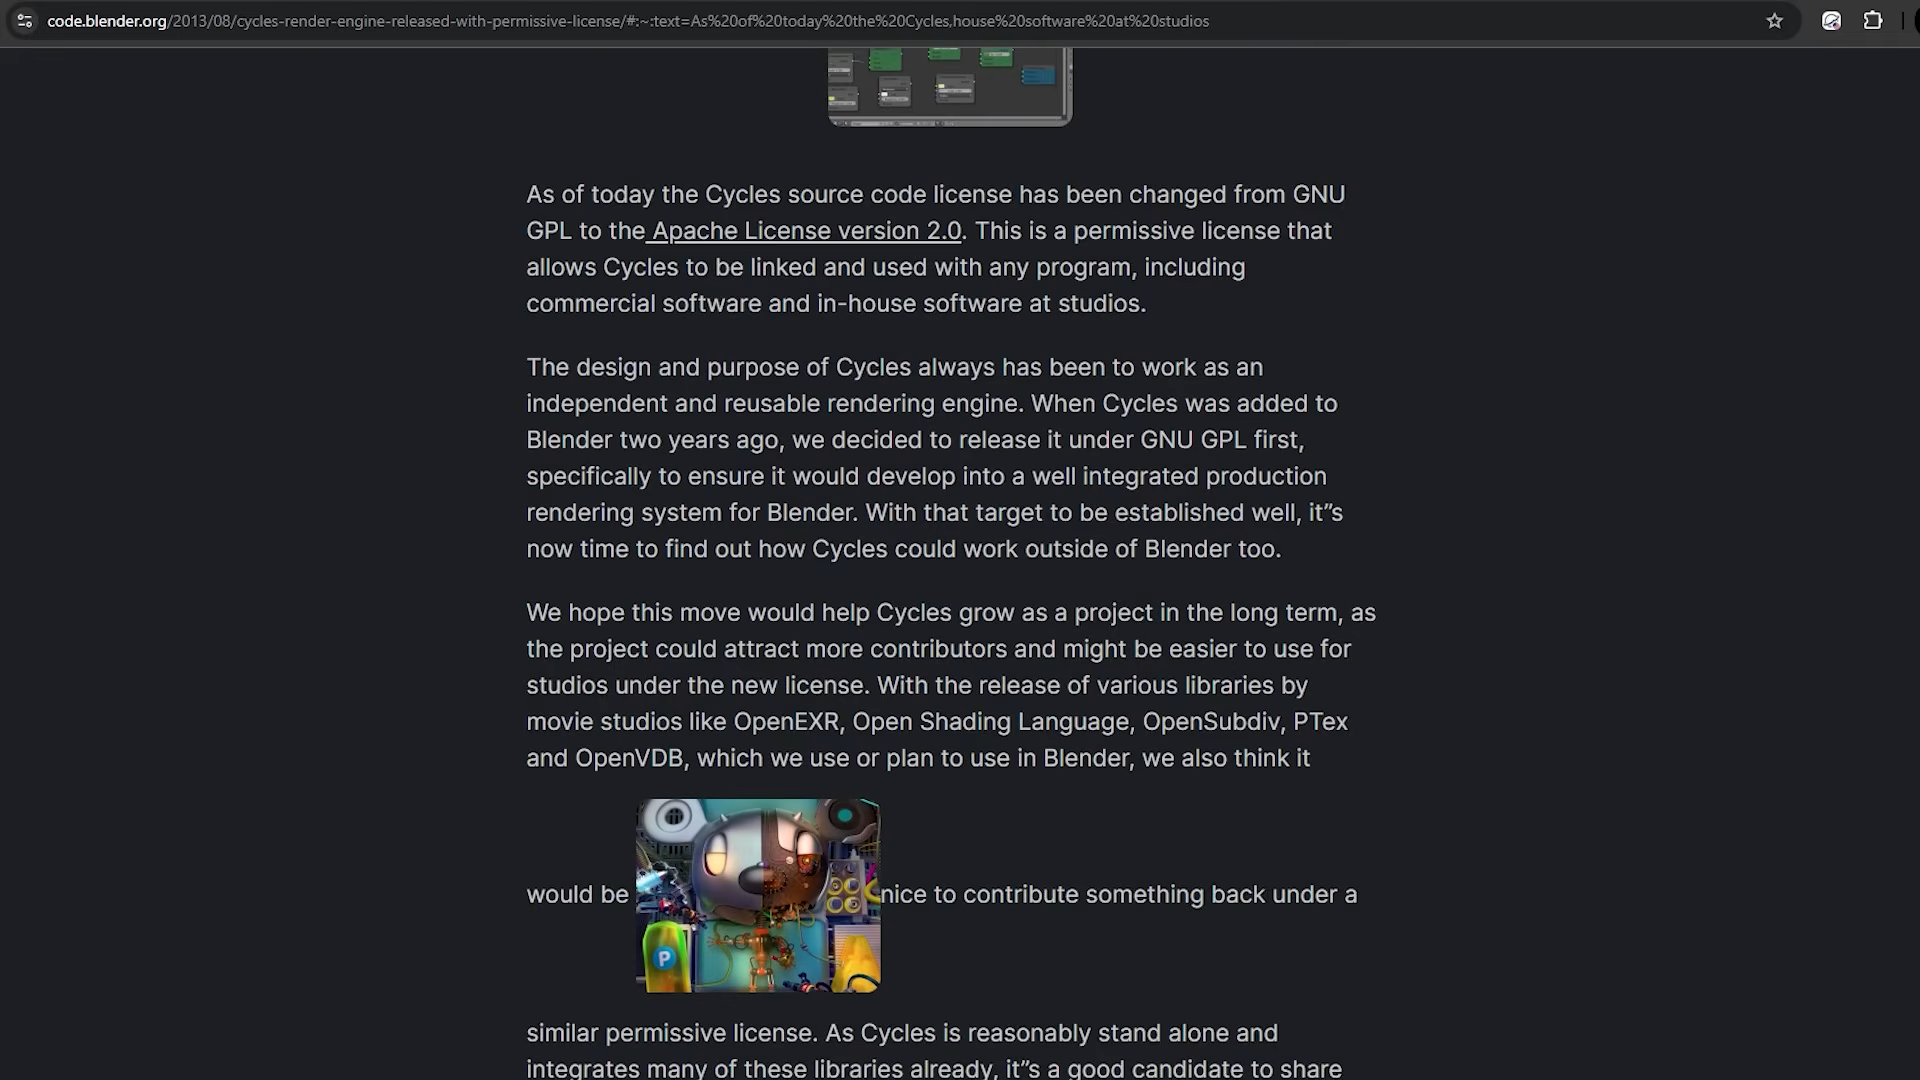 code.blender.org/2013/08/cycles-render-engine-released-with-permissive-license/#:~:text=As%20of%20today%20the%20Cycles,house%20software%20at%20studios
As of today the Cycles source code license has been changed from GNU
GPL to the Apache License version 2.0. This is a permissive license that
allows Cycles to be linked and used with any program, including
commercial software and in-house software at studios.
The design and purpose of Cycles always has been to work as an
independent and reusable rendering engine. When Cycles was added to
Blender two years ago, we decided to release it under GNU GPL first,
specifically to ensure it would develop into a well integrated production
rendering system for Blender. With that target to be established well, it”s
now time to find out how Cycles could work outside of Blender too.
We hope this move would help Cycles grow as a project in the long term, as
the project could attract more contributors and might be easier to use for
studios under the new license. With the release of various libraries by
movie studios like OpenEXR, Open Shading Language, OpenSubdiv, PTex
and OpenVDB, which we use or plan to use in Blender, we also think it
would be nice to contribute something back under a
P
similar permissive license. As Cycles is reasonably stand alone and
integrates many of these libraries already, it”s a good candidate to share